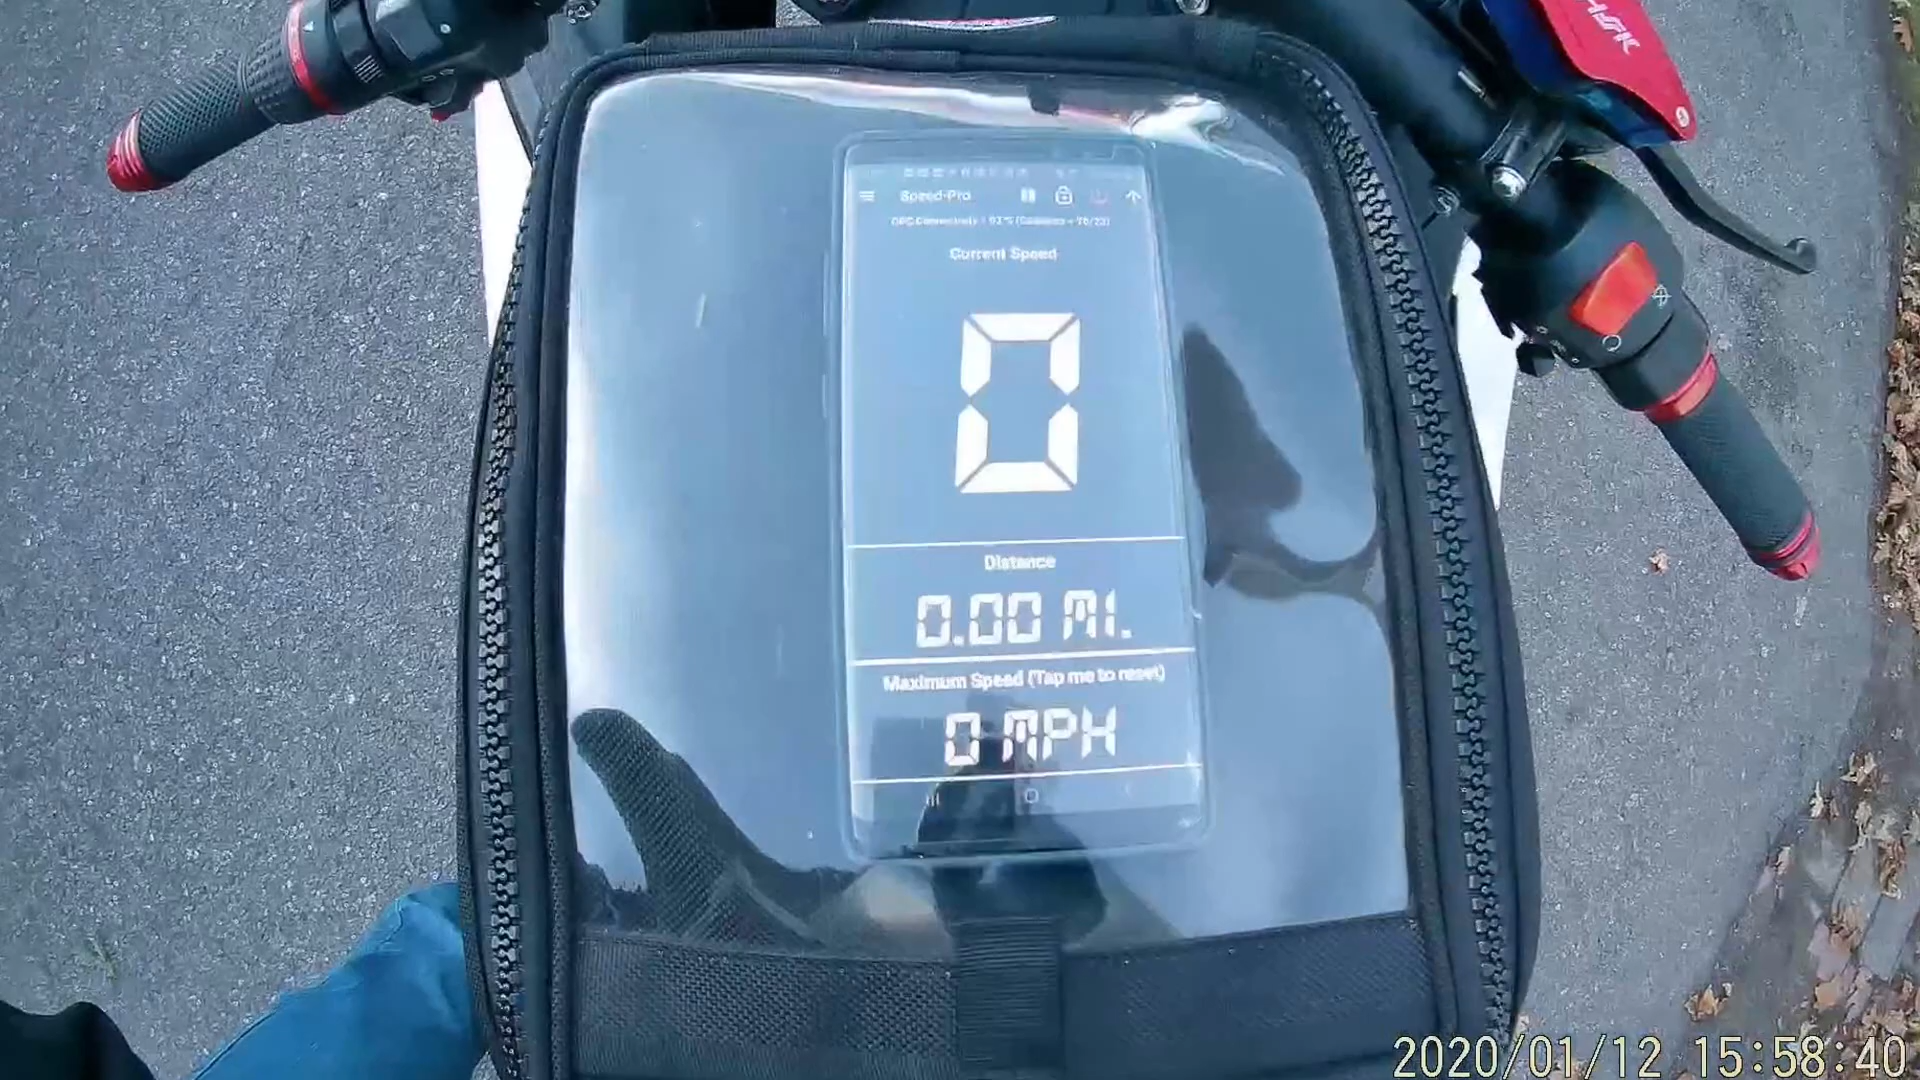 Speed-Pro
Current Speed
0
Distance
0.00 MI.
Maximum Speed (Tap me to reset)
0 MPH
2020/01/12 15:58:40